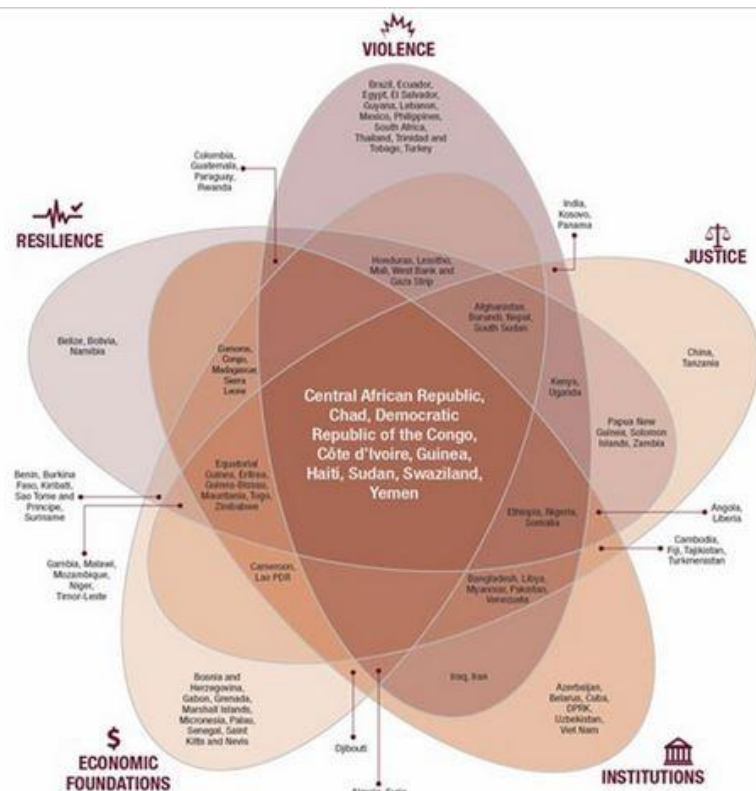 VIOLENCE
Brazil, Ecuador,
Egypt, El Salvador,
Guyana, Lebanon,
Mexico, Philippines,
South Africa,
Thailand, Trinidad and
Tobago, Turkey
Colombia,
Guatemala,
Paraguay,
Rwanda
India,
Kosovo,
Panama
RESILIENCE
JUSTICE
Honduras, Lesotho,
Mali, West Bank and
Gaza Strip
Afghanistan,
Burundi, Nepal,
South Sudan
Belize, Bolivia,
Namibia
Comoros,
Congo,
Madagascar,
Sierra
Leone
China,
Tanzania
Kenya,
Uganda
Central African Republic,
Chad, Democratic
Republic of the Congo,
Côte d'Ivoire, Guinea,
Haiti, Sudan, Swaziland,
Yemen
Papua New
Guinea, Solomon
Islands, Zambia
Equatorial
Guinea, Eritrea,
Guinea-Bissau,
Mauritania, Togo,
Zimbabwe
Benin, Burkina
Faso, Kiribati,
Sao Tome and
Principe,
Suriname
Ethiopia, Nigeria,
Somalia
Angola,
Liberia
Cambodia,
Fiji, Tajikistan,
Turkmenistan
Gambia, Malawi,
Mozambique,
Niger,
Timor-Leste
Cameroon,
Lao PDR
Bangladesh, Libya,
Myanmar, Pakistan,
Venezuela
Bosnia and
Herzegovina,
Gabon, Grenada,
Marshall Islands,
Micronesia, Palau,
Senegal, Saint
Kitts and Nevis
Iraq, Iran
Azerbaijan,
Belarus, Cuba,
DPRK,
Uzbekistan,
Viet Nam
Djibouti
$
ECONOMIC
FOUNDATIONS
INSTITUTIONS